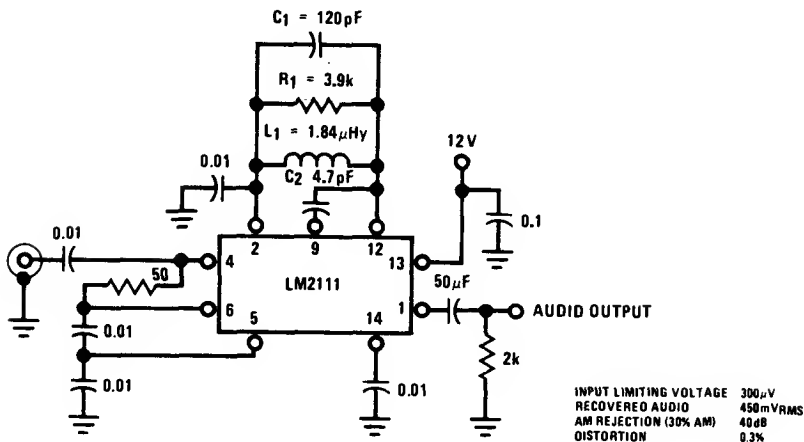 C1 = 120pF
R1 = 3.9k
L1 = 1.84μHy
C2 4.7pF
0.01
12V
0.1
0.01
50
2
9
12
4
13
LM2111
50μF
6
1
AUDIO OUTPUT
5
14
0.01
2k
0.01
0.01
INPUT LIMITING VOLTAGE 300μV
RECOVERED AUDIO 450mVRMS
AM REJECTION (30% AM) 40dB
DISTORTION 0.3%